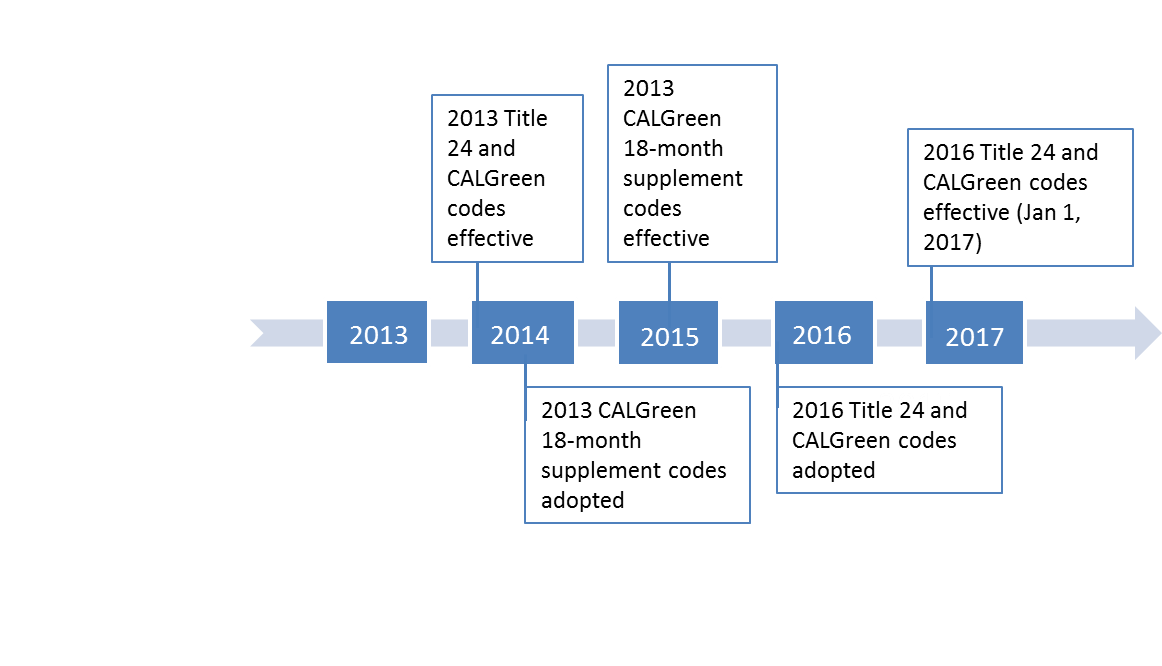 2013 Title
24 and
CALGreen
codes
effective
2013
CALGreen
18-month
supplement
codes
effective
2016 Title 24 and
CALGreen codes
effective (Jan 1,
2017)
2013
2014
2015
2016
2017
2013 CALGreen
18-month
supplement codes
adopted
2016 Title 24 and
CALGreen codes
adopted